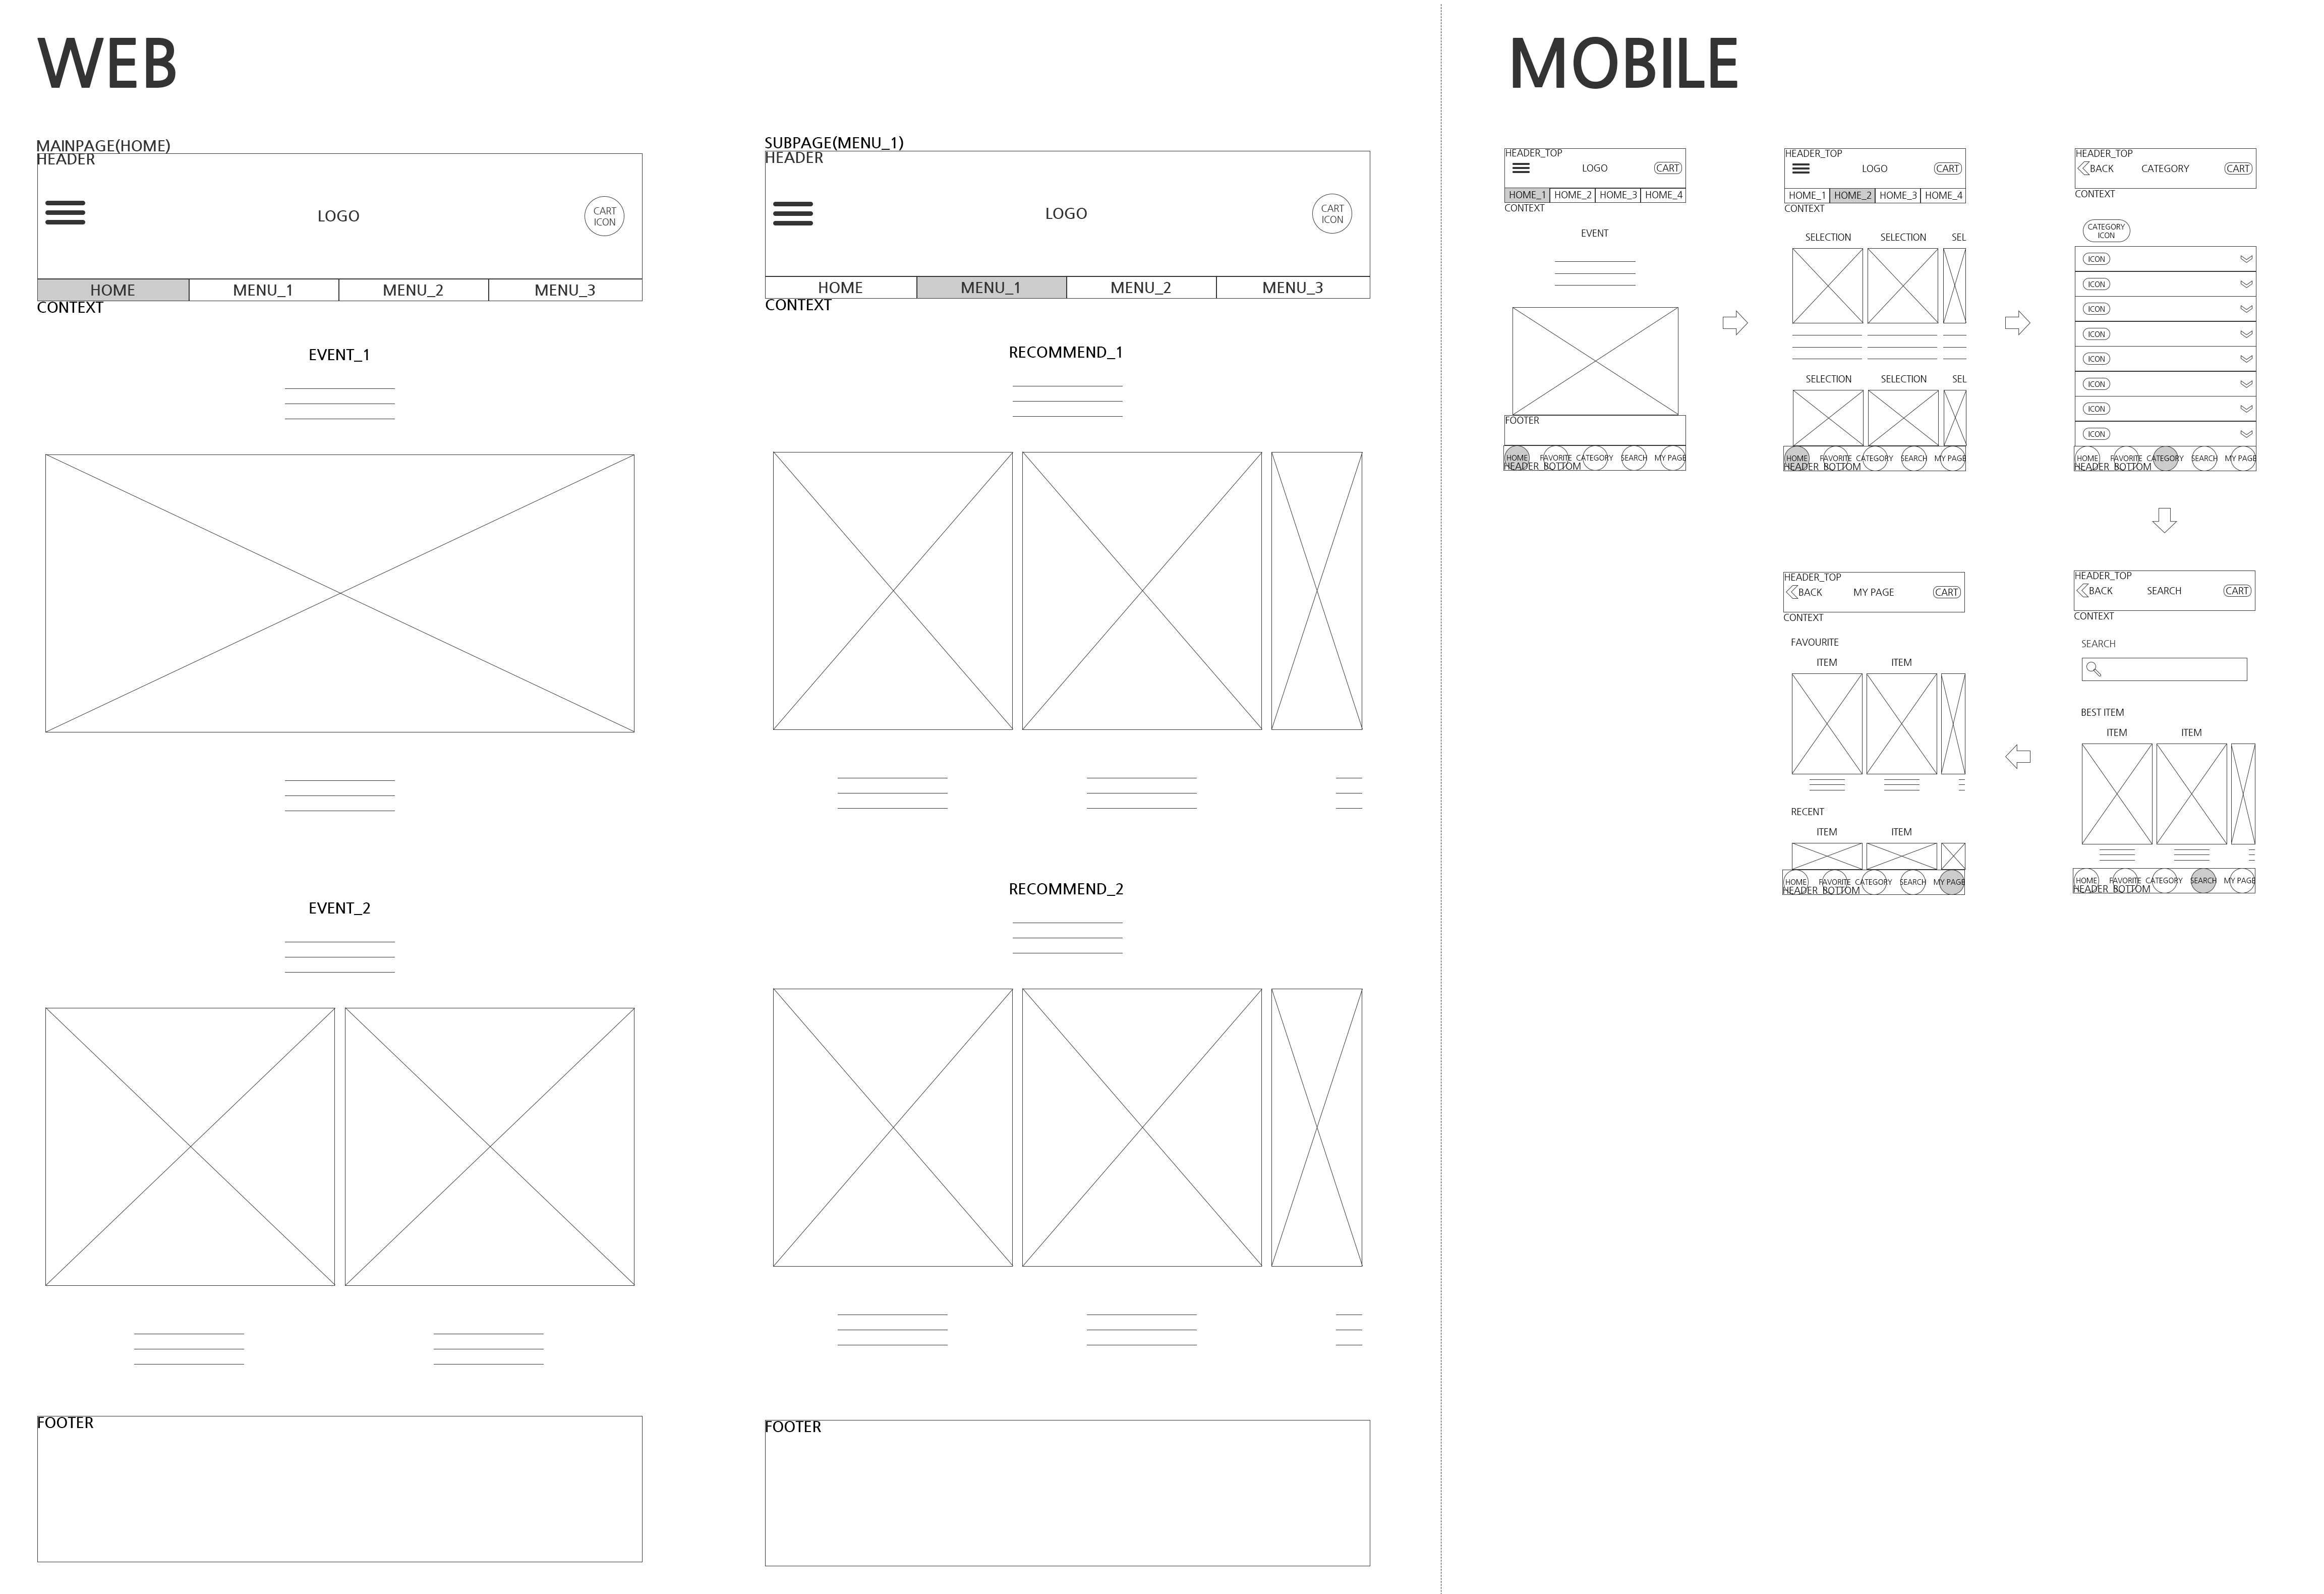 WEB
MAINPAGE(HOME)
HEADER
LOGO
CART
ICON
HOME
MENU_1
MENU_2
MENU_3
CONTEXT
EVENT_1
EVENT_2
FOOTER
SUBPAGE(MENU_1)
HEADER
LOGO
CART
ICON
HOME
MENU_1
MENU_2
MENU_3
CONTEXT
RECOMMEND_1
RECOMMEND_2
FOOTER
MOBILE
HEADER_TOP
LOGO
CART
HOME_1
HOME_2
HOME_3
HOME_4
CONTEXT
EVENT
FOOTER
HOME
FAVORITE
CATEGORY
SEARCH
MY PAGE
HEADER_BOTTOM
HEADER_TOP
LOGO
CART
HOME_1
HOME_2
HOME_3
HOME_4
CONTEXT
SELECTION
SELECTION
SEL
SELECTION
SELECTION
SEL
HOME
FAVORITE
CATEGORY
SEARCH
MY PAGE
HEADER_BOTTOM
HEADER_TOP
BACK
CATEGORY
CART
CONTEXT
CATEGORY
ICON
ICON
ICON
ICON
ICON
ICON
ICON
ICON
ICON
HOME
FAVORITE
CATEGORY
SEARCH
MY PAGE
HEADER_BOTTOM
HEADER_TOP
BACK
SEARCH
CART
CONTEXT
SEARCH
BEST ITEM
ITEM
ITEM
HOME
FAVORITE
CATEGORY
SEARCH
MY PAGE
HEADER_BOTTOM
HEADER_TOP
BACK
MY PAGE
CART
CONTEXT
FAVOURITE
ITEM
ITEM
RECENT
ITEM
ITEM
HOME
FAVORITE
CATEGORY
SEARCH
MY PAGE
HEADER_BOTTOM